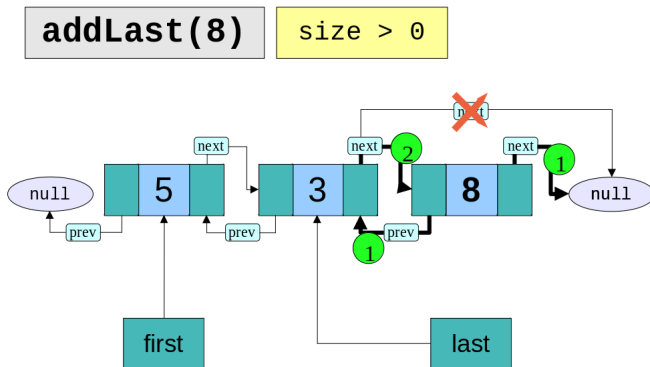 addLast(8)
size > 0
next
next
next
2
next
1
null
5
3
8
null
prev
prev
prev
1
first
last